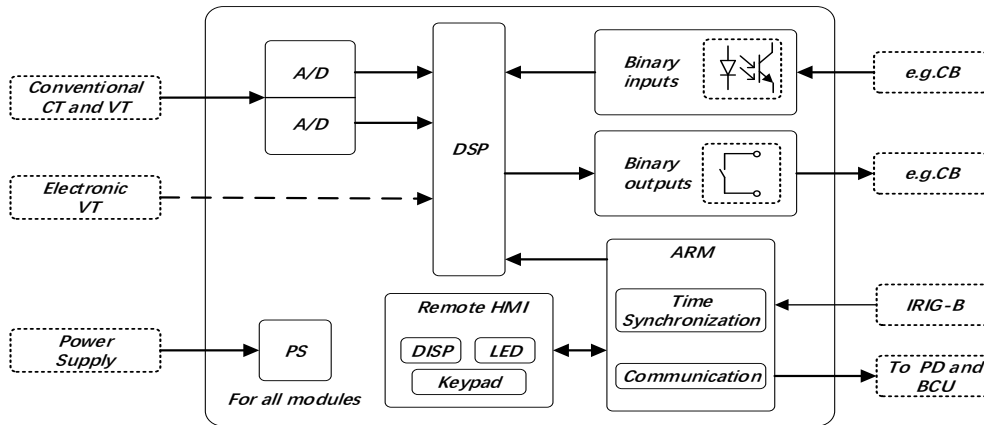 Conventional
CT and VT
Electronic
VT
Power
Supply
A/D
A/D
DSP
Binary
inputs
Binary
outputs
e.g.CB
e.g.CB
ARM
Time
Synchronization
Communication
IRIG-B
To PD and
BCU
Remote HMI
DISP
LED
Keypad
PS
For all modules